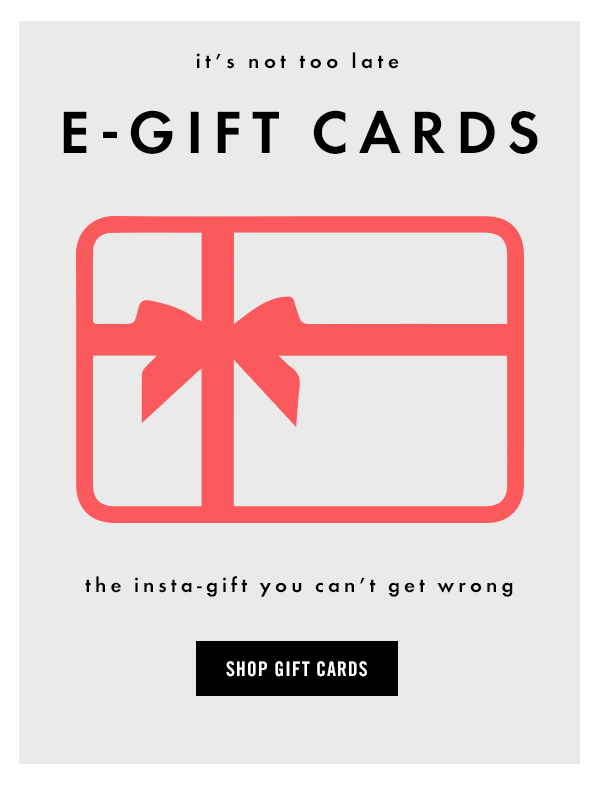 it's not too late
E-GIFT CARDS
the insta-gift you can't get wrong
SHOP GIFT CARDS